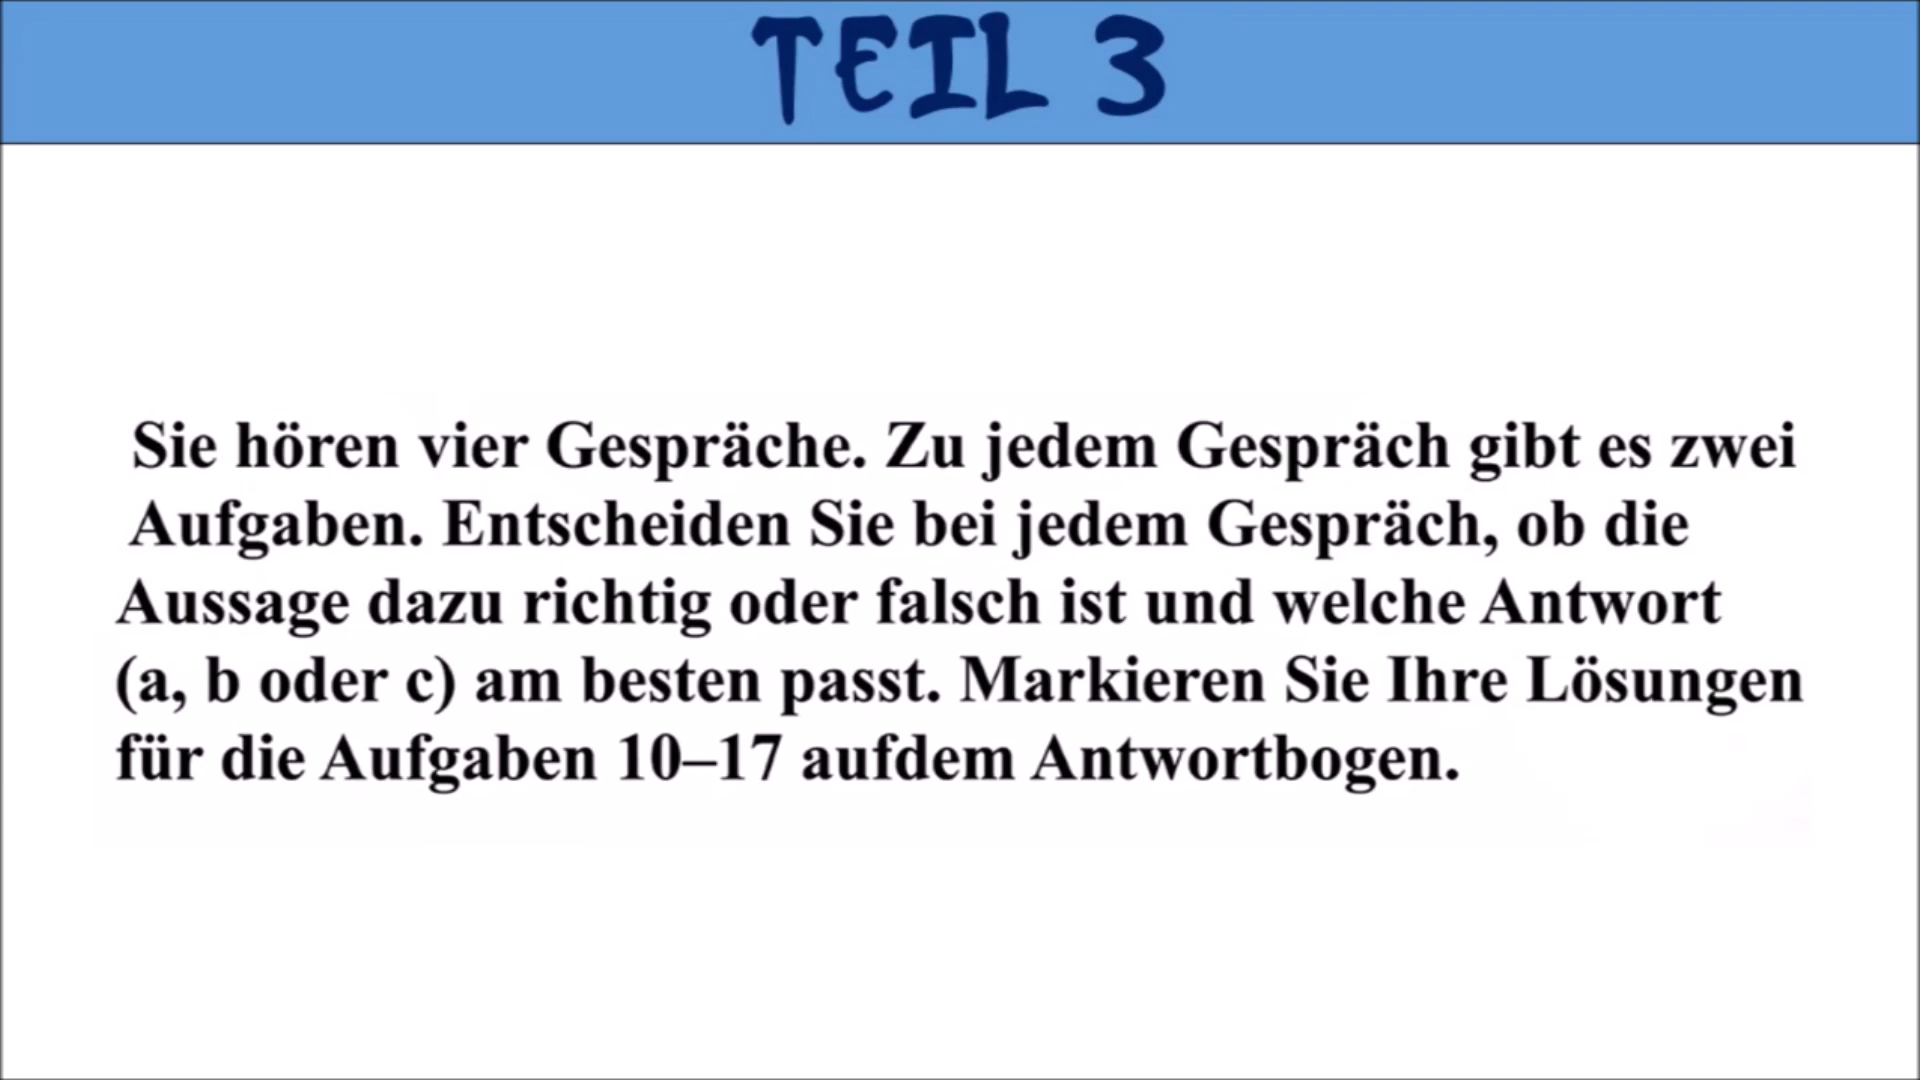 TEIL 3
Sie hören vier Gespräche. Zu jedem Gespräch gibt es zwei
Aufgaben. Entscheiden Sie bei jedem Gespräch, ob die
Aussage dazu richtig oder falsch ist und welche Antwort
(a, b oder c) am besten passt. Markieren Sie Ihre Lösungen
für die Aufgaben 10–17 aufdem Antwortbogen.